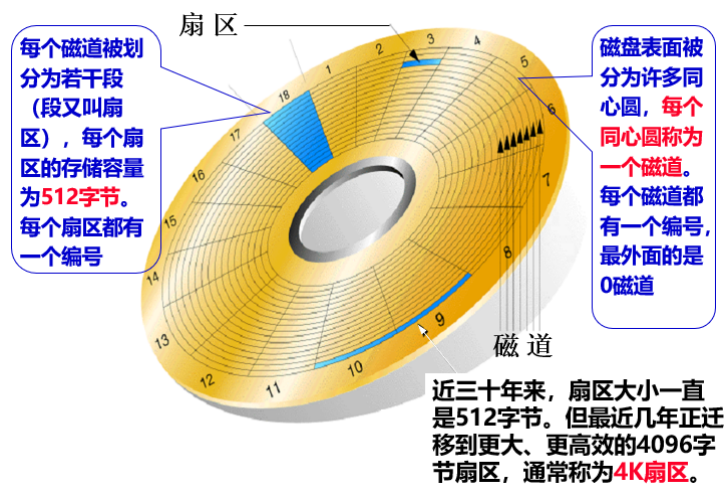 扇 区
每个磁道被划
分为若干段
（段又叫扇
区），每个扇
区的存储容量
为512字节。
每个扇区都有
一个编号
磁盘表面被
分为许多同
心圆，每个
同心圆称为
一个磁道。
每个磁道都
有一个编号，
最外面的是
0磁道
1
2
3
4
5
6
7
8
9
10
11
12
13
14
15
16
17
18
磁 道
近三十年来，扇区大小一直
是512字节。但最近几年正迁
移到更大、更高效的4096字
节扇区，通常称为4K扇区。